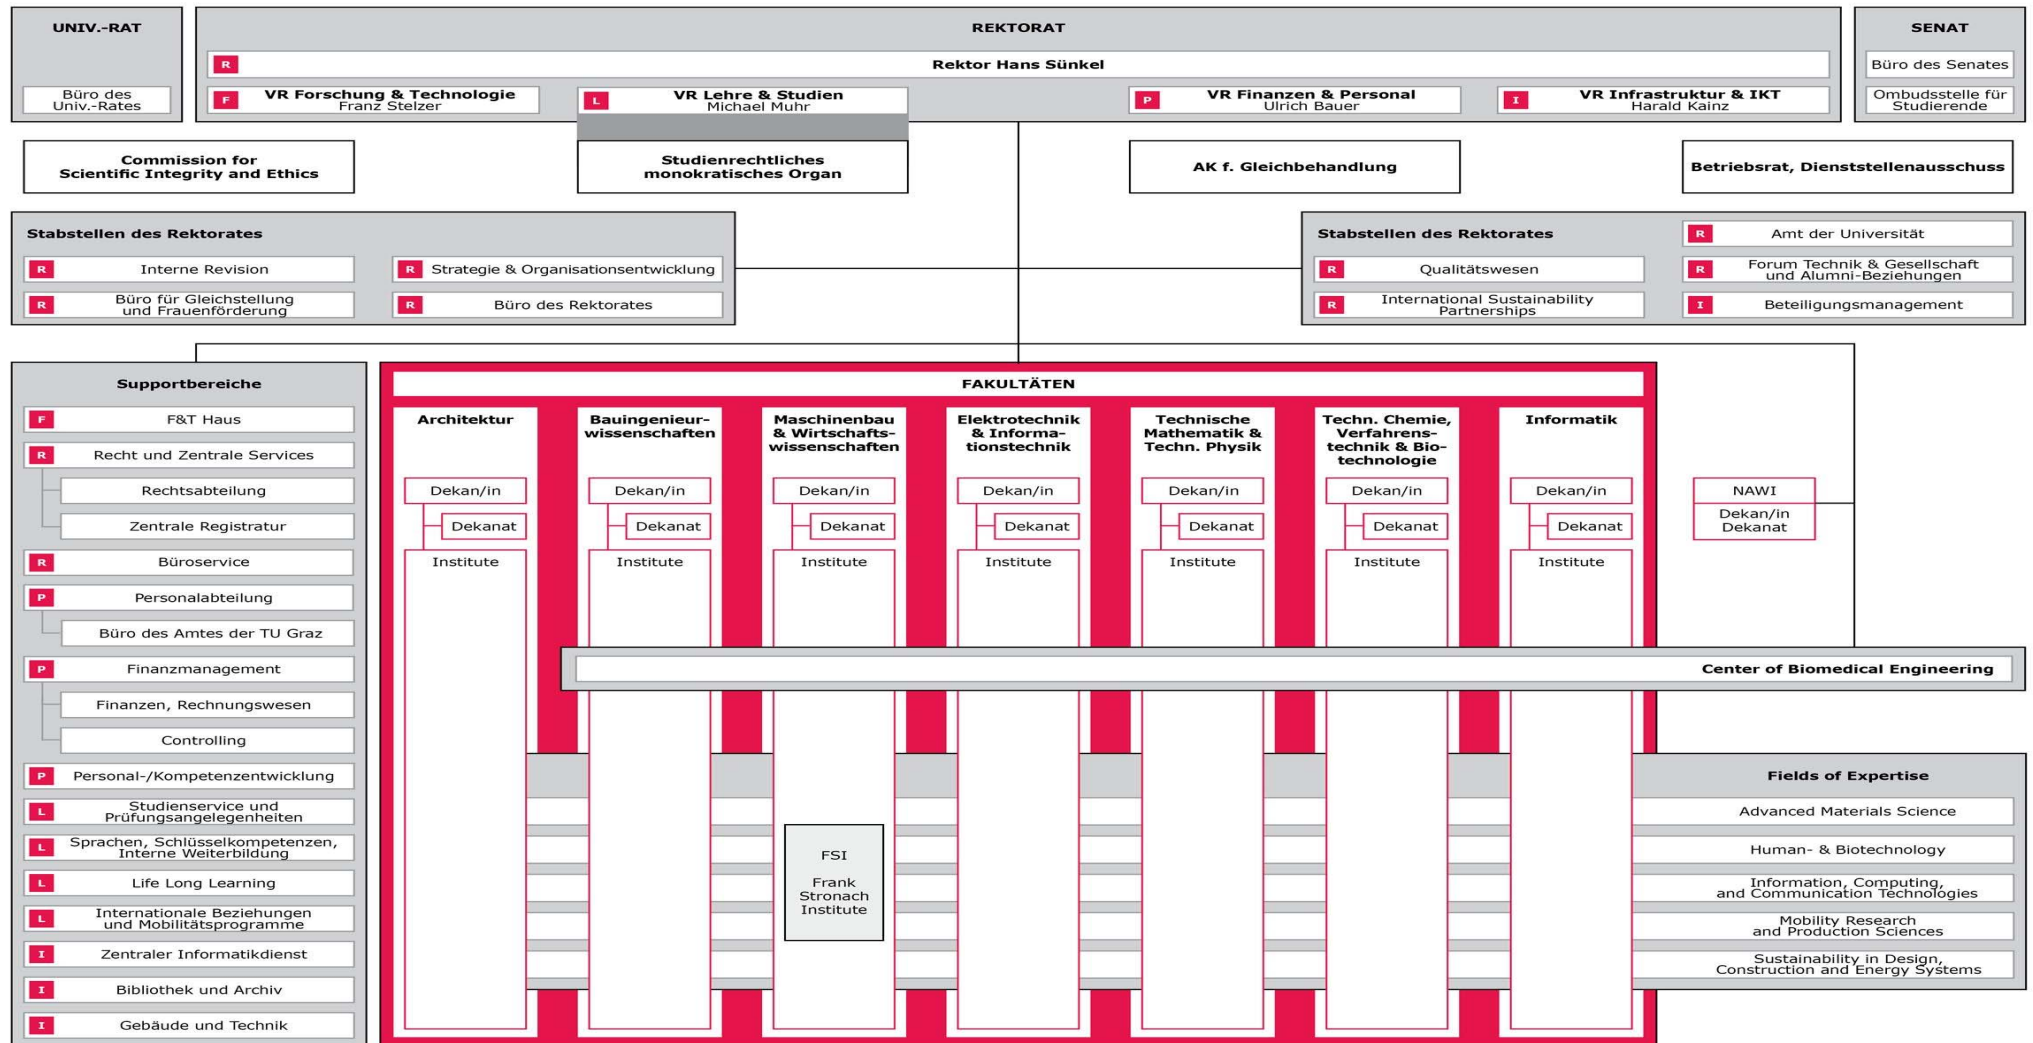 UNIV.-RAT
Büro des
Univ.-Rates
REKTORAT
R
Rektor Hans Sünkel
F
VR Forschung & Technologie
Franz Stelzer
L
VR Lehre & Studien
Michael Muhr
P
VR Finanzen & Personal
Ulrich Bauer
I
VR Infrastruktur & IKT
Harald Kainz
SENAT
Büro des Senates
Ombudsstelle für
Studierende
Commission for
Scientific Integrity and Ethics
Studienrechtliches
monokratisches Organ
AK f. Gleichbehandlung
Betriebsrat, Dienststellenausschuss
Stabstellen des Rektorates
R
Interne Revision
R
Strategie & Organisationsentwicklung
R
Büro für Gleichstellung
und Frauenförderung
R
Büro des Rektorates
Stabstellen des Rektorates
R
Amt der Universität
R
Qualitätswesen
R
Forum Technik & Gesellschaft
und Alumni-Beziehungen
R
International Sustainability
Partnerships
I
Beteiligungsmanagement
Supportbereiche
F
F&T Haus
R
Recht und Zentrale Services
Rechtsabteilung
Zentrale Registratur
R
Büroservice
P
Personalabteilung
Büro des Amtes der TU Graz
P
Finanzmanagement
Finanzen, Rechnungswesen
Controlling
P
Personal-/Kompetenzentwicklung
L
Studienservice und
Prüfungsangelegenheiten
L
Sprachen, Schlüsselkompetenzen,
Interne Weiterbildung
L
Life Long Learning
L
Internationale Beziehungen
und Mobilitätsprogramme
I
Zentraler Informatikdienst
I
Bibliothek und Archiv
I
Gebäude und Technik
FAKULTÄTEN
Architektur
Dekan/in
Dekanat
Institute
Bauingenieur-
wissenschaften
Dekan/in
Dekanat
Institute
Maschinenbau
& Wirtschafts-
wissenschaften
Dekan/in
Dekanat
Institute
FSI
Frank
Stronach
Institute
Elektrotechnik
& Informa-
tionstechnik
Dekan/in
Dekanat
Institute
Technische
Mathematik &
Techn. Physik
Dekan/in
Dekanat
Institute
Techn. Chemie,
Verfahrens-
technik & Bio-
technologie
Dekan/in
Dekanat
Institute
Informatik
Dekan/in
Dekanat
Institute
NAWI
Dekan/in
Dekanat
Center of Biomedical Engineering
Fields of Expertise
Advanced Materials Science
Human- & Biotechnology
Information, Computing,
and Communication Technologies
Mobility Research
and Production Sciences
Sustainability in Design,
Construction and Energy Systems